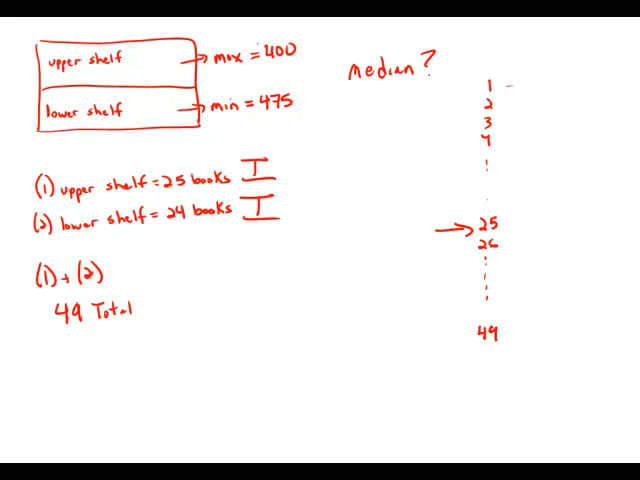 upper shelf → max = 400
lower shelf → min = 475
(1) upper shelf = 25 books I
(2) lower shelf = 24 books I
(1) + (2)
49 Total
median?
1
2
3
4
25
26
49